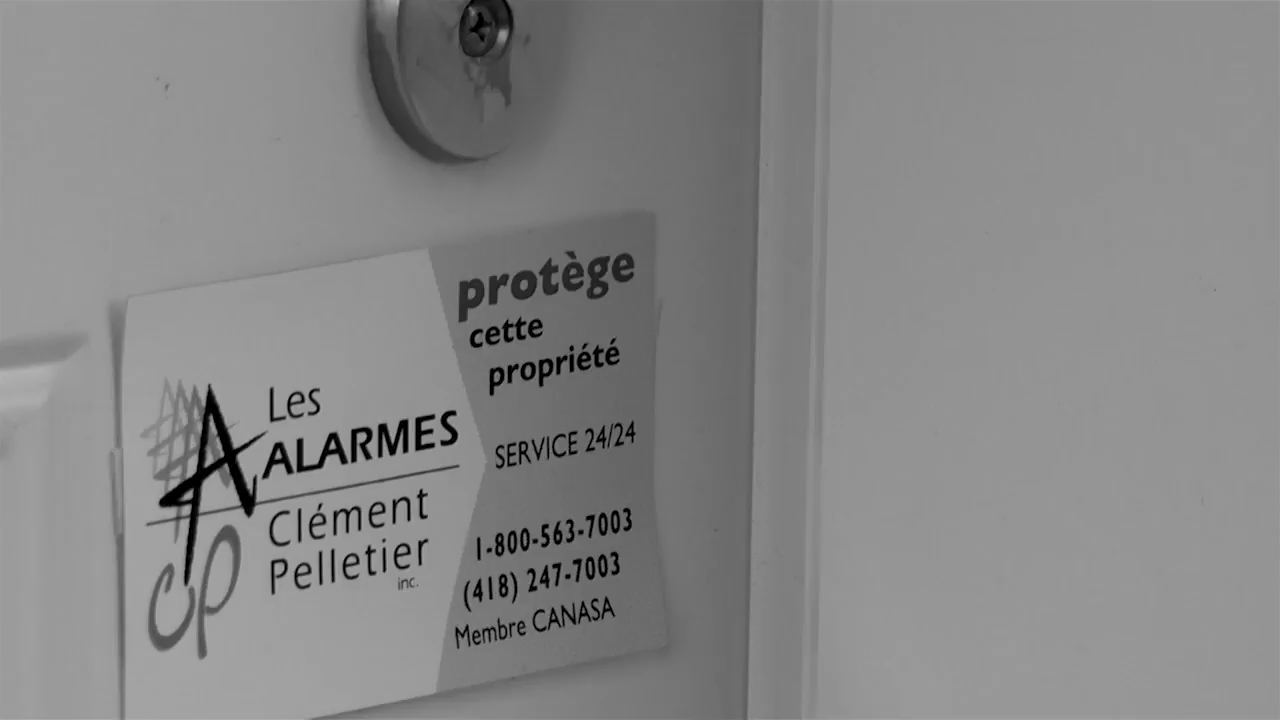 Les
ALARMES
Clément
Pelletier
inc.
CP
protège
cette
propriété
SERVICE 24/24
1-800-563-7003
(418) 247-7003
Membre CANASA